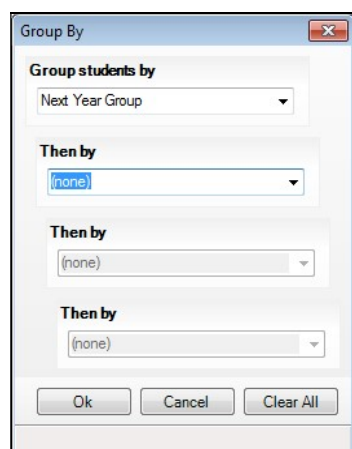 Group By
Group students by
Next Year Group
Then by
(none)
Then by
(none)
Then by
(none)
Ok Cancel Clear All